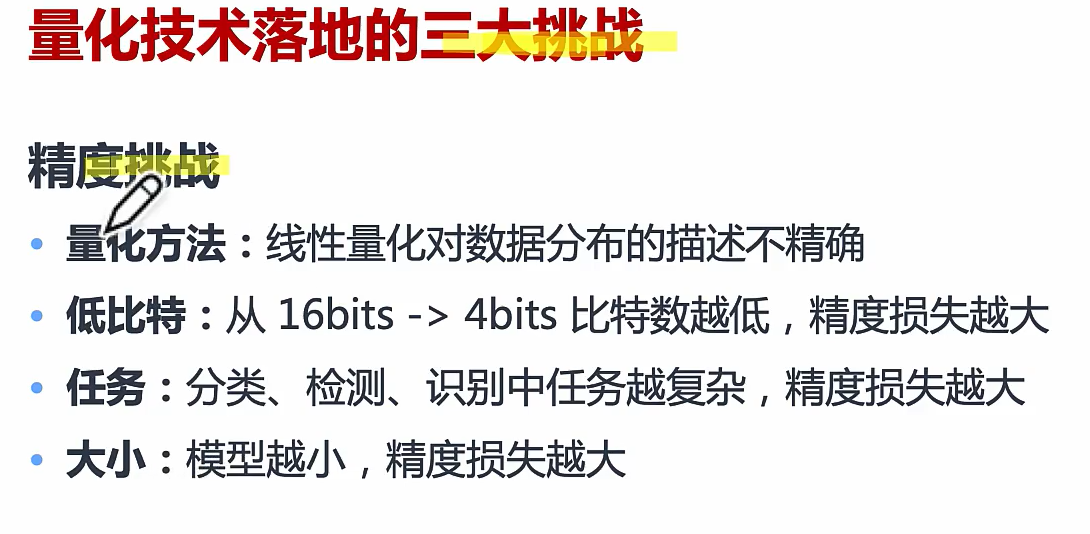 量化技术落地的三大挑战
精度挑战
• 量化方法：线性量化对数据分布的描述不精确
• 低比特：从 16bits -> 4bits 比特数越低，精度损失越大
• 任务：分类、检测、识别中任务越复杂，精度损失越大
• 大小：模型越小，精度损失越大